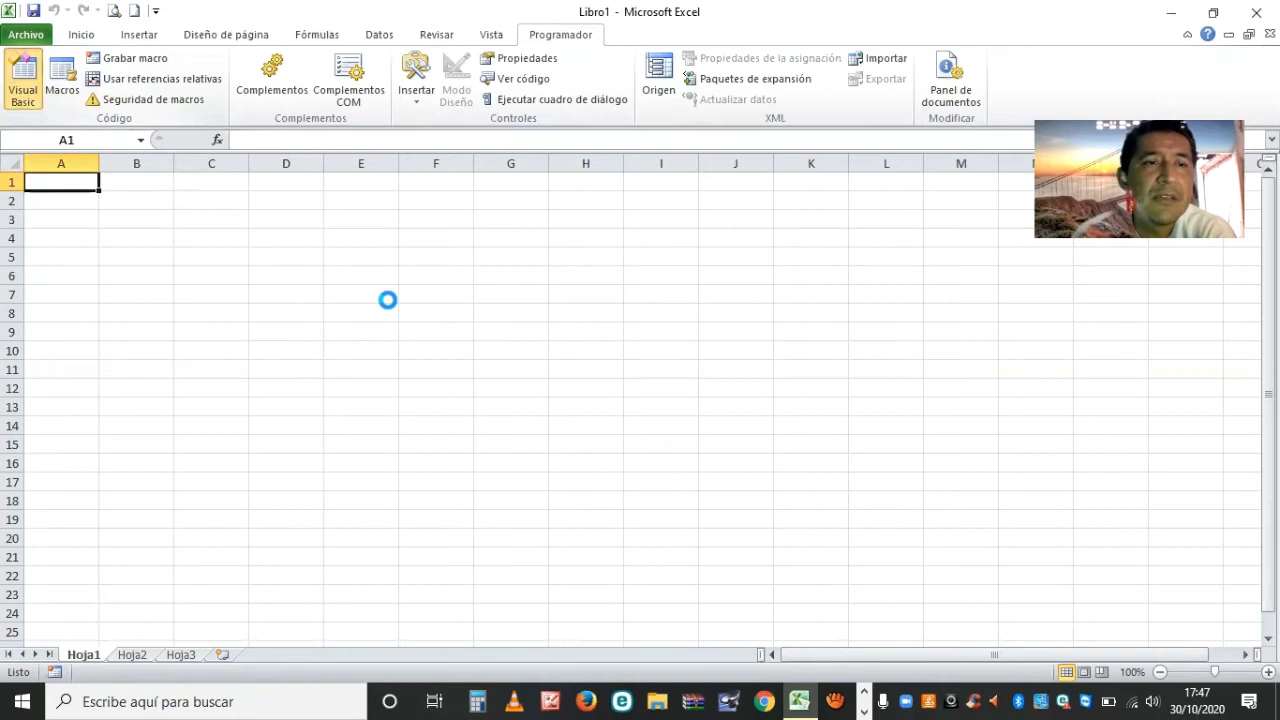 Libro1 - Microsoft Excel
Archivo Inicio Insertar Diseño de página Fórmulas Datos Revisar Vista Programador
Visual Basic
Macros
Grabar macro
Usar referencias relativas
Seguridad de macros
Código
Complementos
Complementos COM
Complementos
Insertar
Modo Diseño
Propiedades
Ver código
Ejecutar cuadro de diálogo
Controles
Origen
Propiedades de la asignación
Paquetes de expansión
Actualizar datos
Importar
Exportar
XML
Panel de documentos
Modificar
A1 fx
A B C D E F G H I J K L M
1
2
3
4
5
6
7
8
9
10
11
12
13
14
15
16
17
18
19
20
21
22
23
24
25
Hoja1 Hoja2 Hoja3
Listo 100%
Escribe aquí para buscar
17:47
30/10/2020